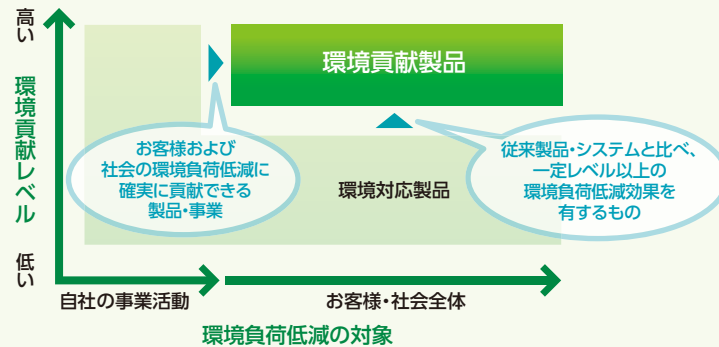 高い
環境貢献レベル
低い
環境貢献製品
お客様および
社会の環境負荷低減に
確実に貢献できる
製品・事業
環境対応製品
従来製品・システムと比べ、
一定レベル以上の
環境負荷低減効果を
有するもの
自社の事業活動
お客様・社会全体
環境負荷低減の対象